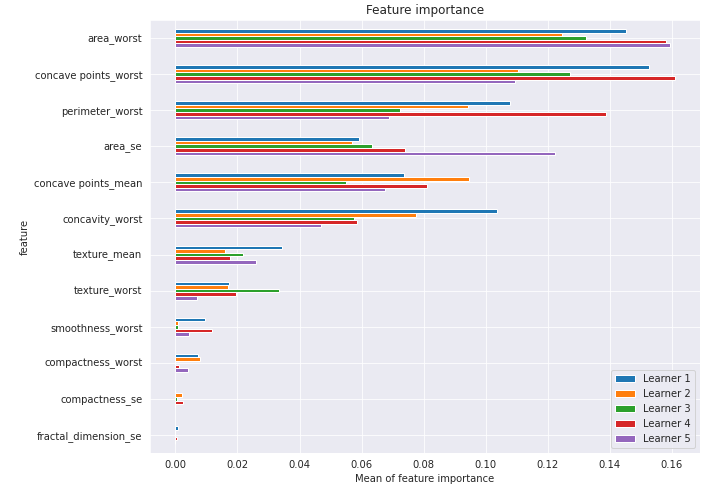 Feature importance
area_worst
concave points_worst
perimeter_worst
area_se
concave points_mean
concavity_worst
texture_mean
texture_worst
smoothness_worst
compactness_worst
compactness_se
fractal_dimension_se
feature
Learner 1
Learner 2
Learner 3
Learner 4
Learner 5
0.00 0.02 0.04 0.06 0.08 0.10 0.12 0.14 0.16
Mean of feature importance